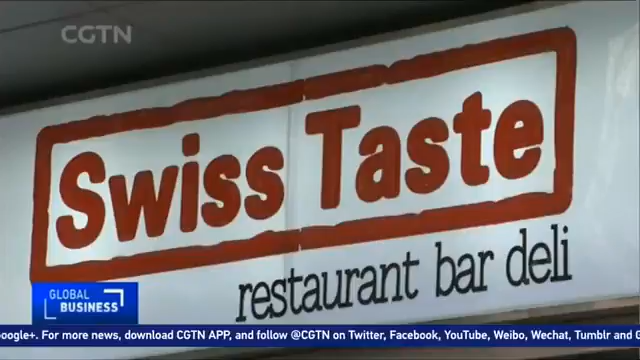 CGTN
Swiss Taste
restaurant bar deli
GLOBAL
BUSINESS
oogle+. For more news, download CGTN APP, and follow @CGTN on Twitter, Facebook, YouTube, Weibo, Wechat, Tumblr and G